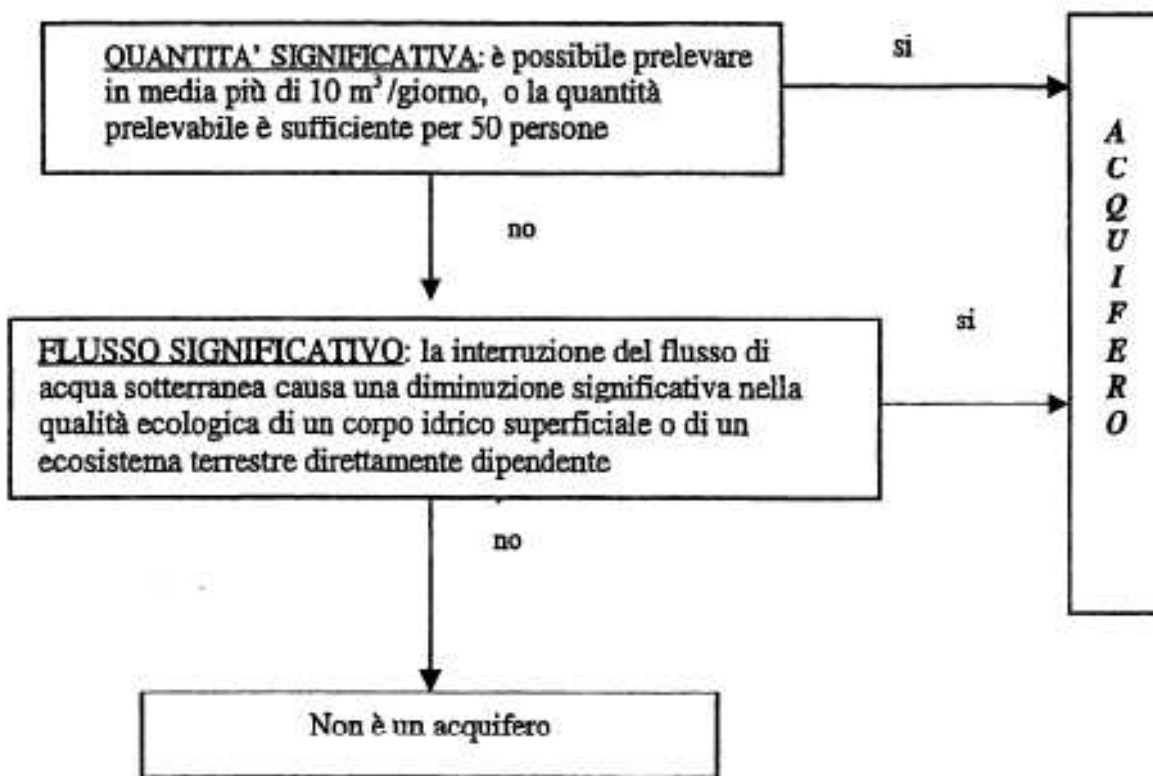 QUANTITA' SIGNIFICATIVA: è possibile prelevare
in media più di 10 m³/giorno, o la quantità
prelevabile è sufficiente per 50 persone
si
no
FLUSSO SIGNIFICATIVO: la interruzione del flusso di
acqua sotterranea causa una diminuzione significativa nella
qualità ecologica di un corpo idrico superficiale o di un
ecosistema terrestre direttamente dipendente
si
no
Non è un acquifero
A
C
Q
U
I
F
E
R
O